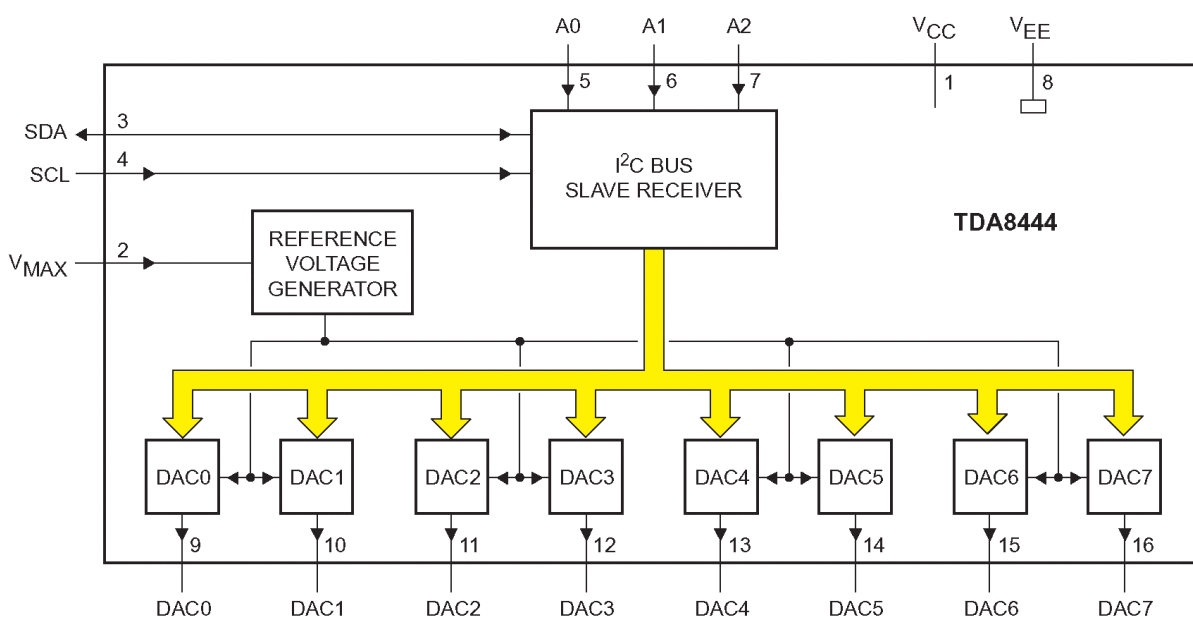 A0 A1 A2 VCC VEE
5 6 7 1 8
SDA 3
SCL 4
I²C BUS
SLAVE RECEIVER
TDA8444
VMAX 2
REFERENCE
VOLTAGE
GENERATOR
DAC0 DAC1 DAC2 DAC3 DAC4 DAC5 DAC6 DAC7
9 10 11 12 13 14 15 16
DAC0 DAC1 DAC2 DAC3 DAC4 DAC5 DAC6 DAC7